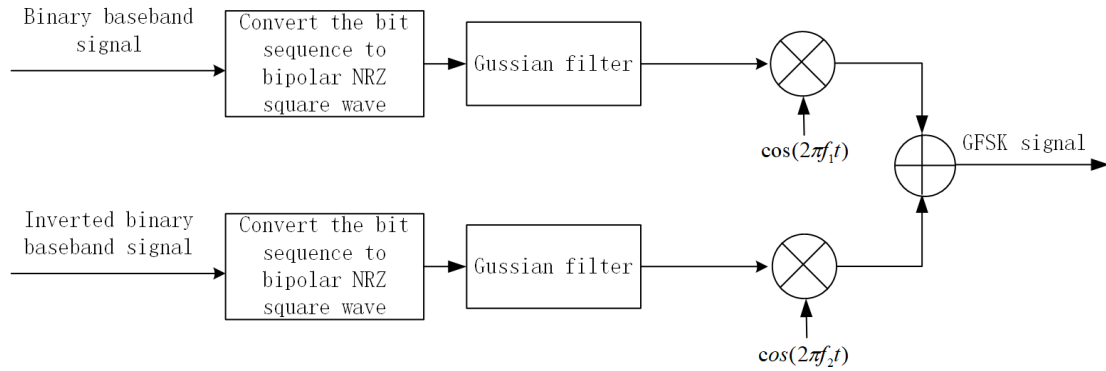 Binary baseband
signal
Convert the bit
sequence to
bipolar NRZ
square wave
Gussian filter
cos(2πf₁t)
GFSK signal
Inverted binary
baseband signal
Convert the bit
sequence to
bipolar NRZ
square wave
Gussian filter
cos(2πf₂t)